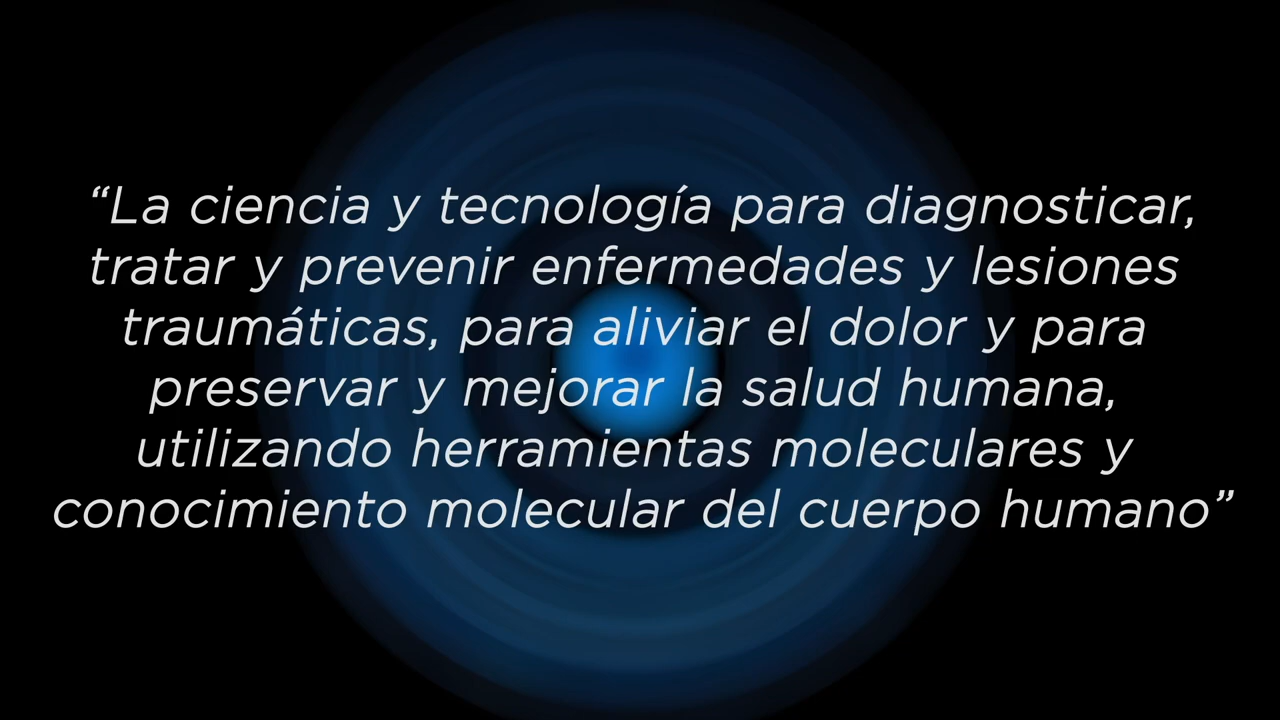 “La ciencia y tecnología para diagnosticar,
tratar y prevenir enfermedades y lesiones
traumáticas, para aliviar el dolor y para
preservar y mejorar la salud humana,
utilizando herramientas moleculares y
conocimiento molecular del cuerpo humano”